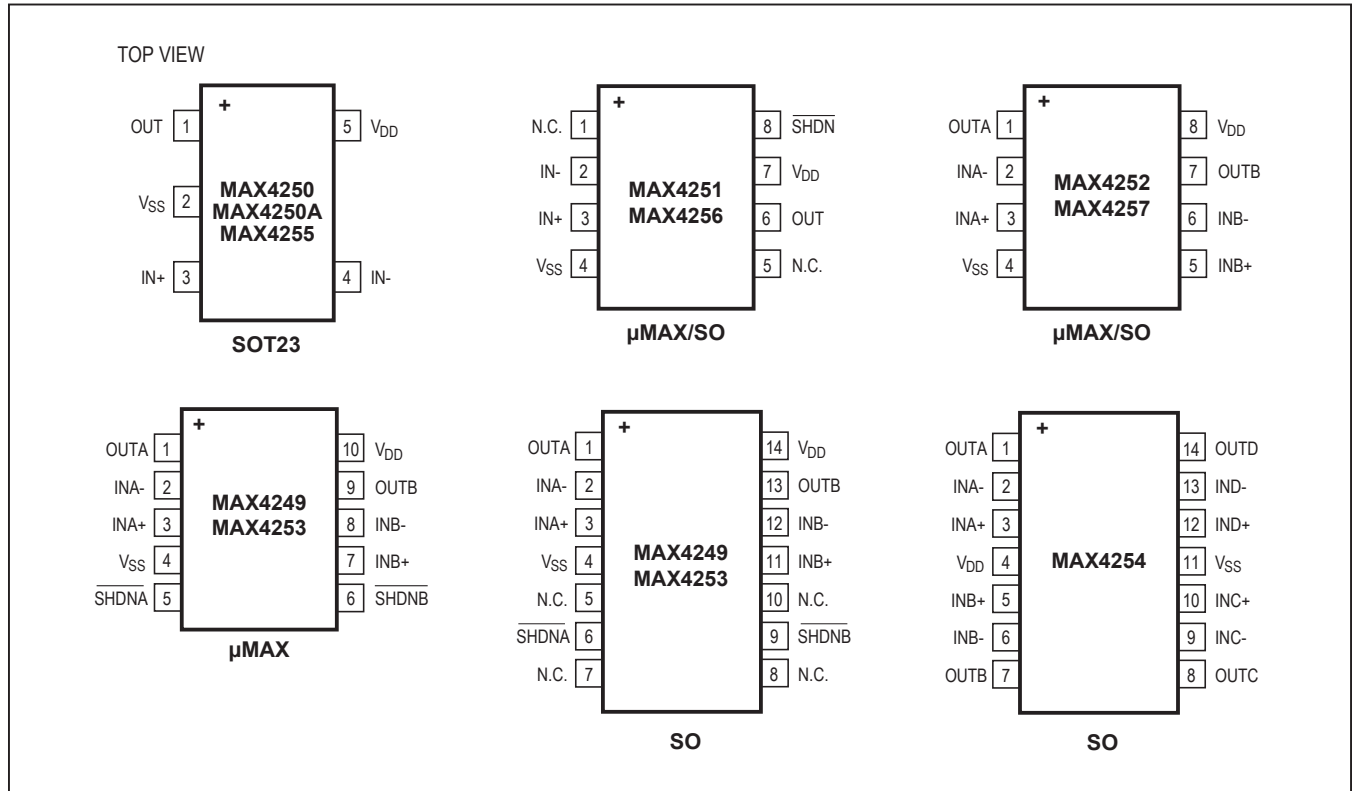 TOP VIEW
+
OUT 1
5 VDD
VSS 2
IN+ 3
4 IN-
MAX4250
MAX4250A
MAX4255
SOT23
+
N.C. 1
8 SHDN
IN- 2
7 VDD
IN+ 3
6 OUT
VSS 4
5 N.C.
MAX4251
MAX4256
µMAX/SO
+
OUTA 1
8 VDD
INA- 2
7 OUTB
INA+ 3
6 INB-
VSS 4
5 INB+
MAX4252
MAX4257
µMAX/SO
+
OUTA 1
10 VDD
INA- 2
9 OUTB
INA+ 3
8 INB-
VSS 4
7 INB+
SHDNA 5
6 SHDNB
MAX4249
MAX4253
µMAX
+
OUTA 1
14 VDD
INA- 2
13 OUTB
INA+ 3
12 INB-
VSS 4
11 INB+
N.C. 5
10 N.C.
SHDNA 6
9 SHDNB
N.C. 7
8 N.C.
MAX4249
MAX4253
SO
+
OUTA 1
14 OUTD
INA- 2
13 IND-
INA+ 3
12 IND+
VDD 4
11 VSS
INB+ 5
10 INC+
INB- 6
9 INC-
OUTB 7
8 OUTC
MAX4254
SO